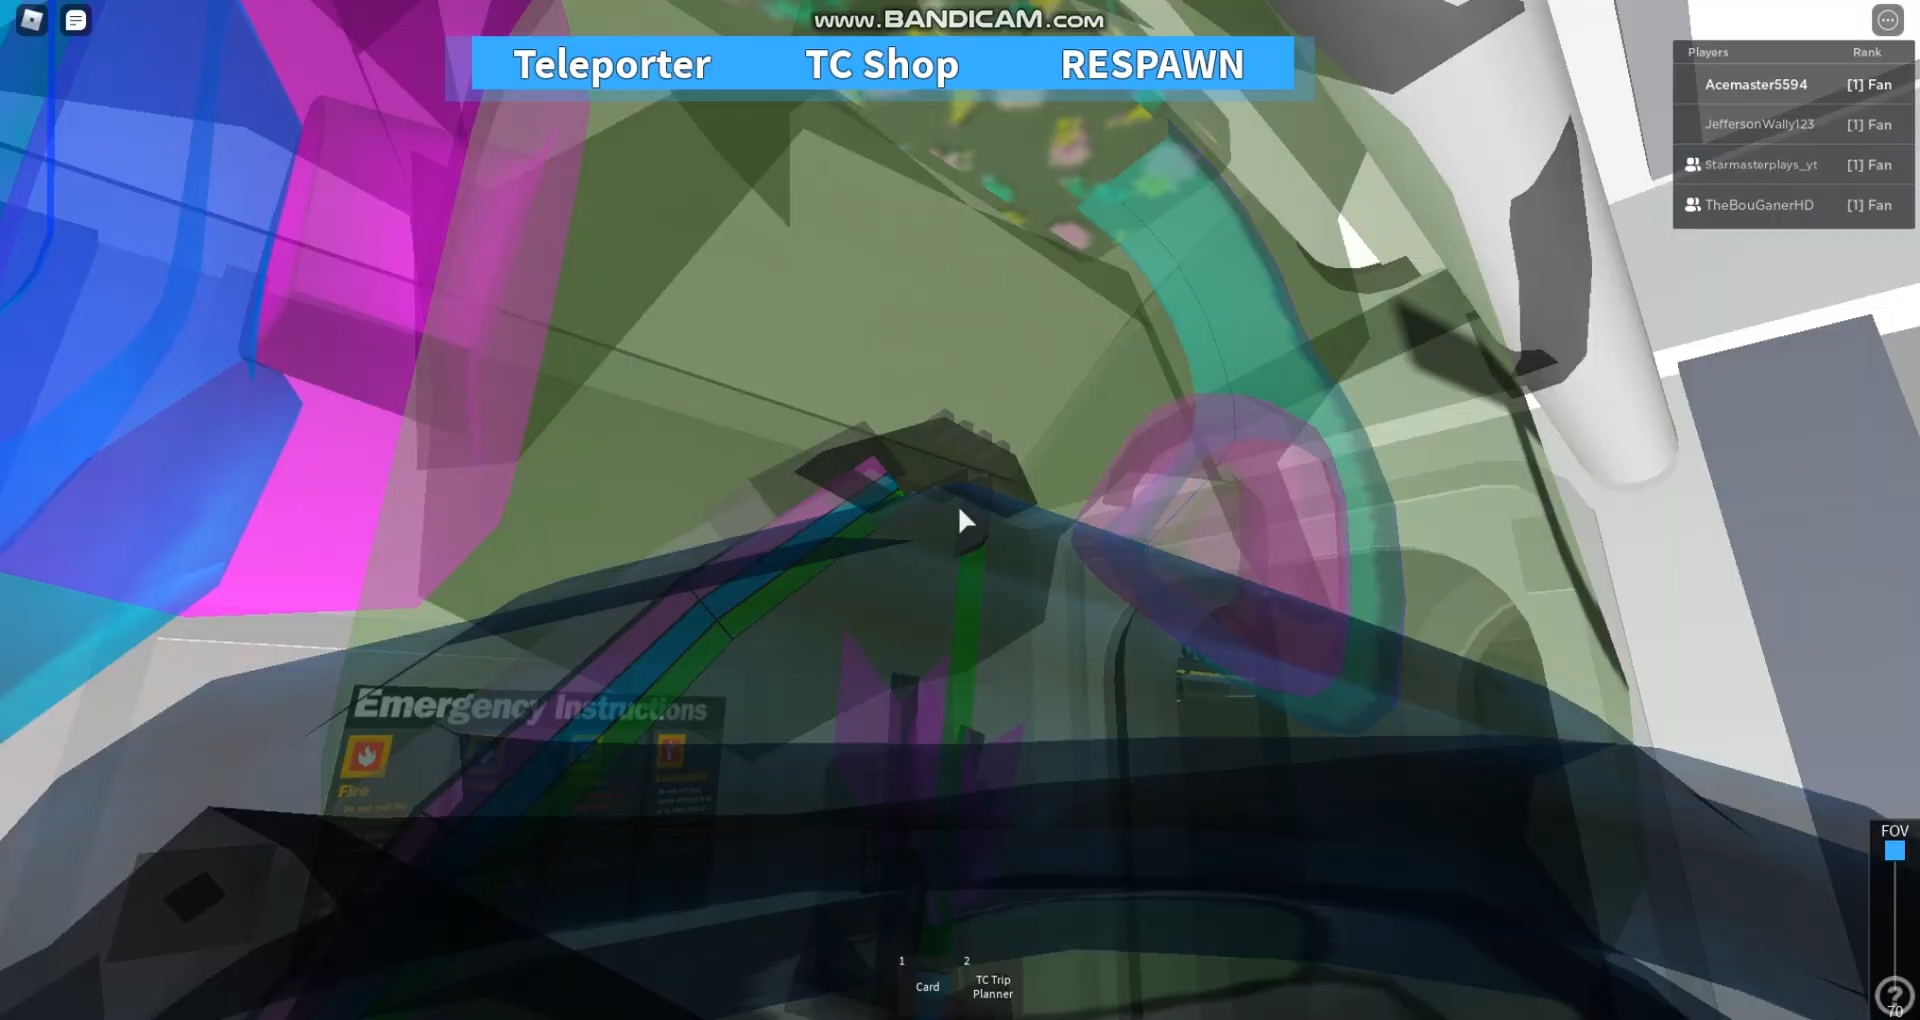 www.BANDICAM.com
Teleporter TC Shop RESPAWN
Players Rank
Acemaster5594 [1] Fan
JeffersonWally123 [1] Fan
Starmasterplays_yt [1] Fan
TheBouGanerHD [1] Fan
Emergency Instructions
Fire
FOV
70
1 2
Card TC Trip
Planner